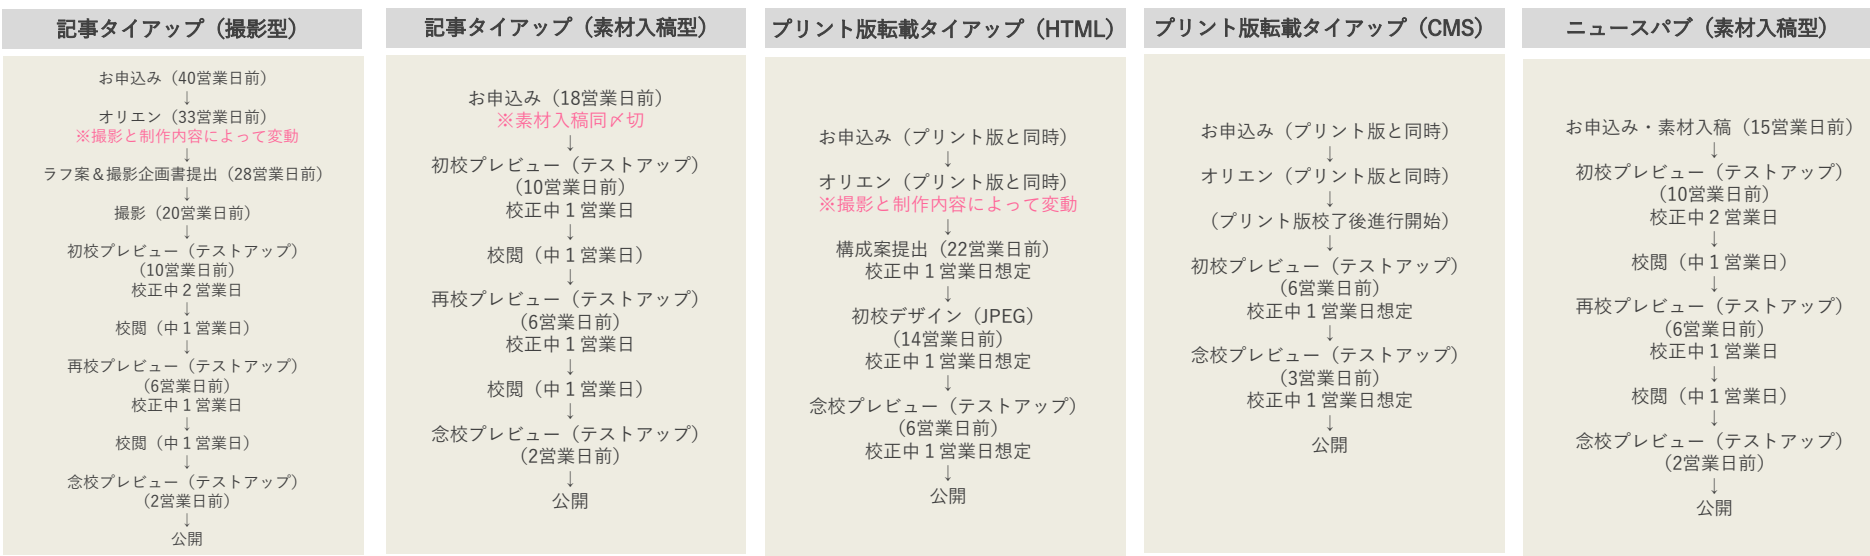 記事タイアップ（撮影型）
お申込み（40営業日前）
↓
オリエン（33営業日前）
※撮影と制作内容によって変動
↓
ラフ案＆撮影企画書提出（28営業日前）
↓
撮影（20営業日前）
↓
初校プレビュー（テストアップ）
（10営業日前）
校正中２営業日
↓
校閲（中１営業日）
↓
再校プレビュー（テストアップ）
（6営業日前）
校正中１営業日
↓
校閲（中１営業日）
↓
念校プレビュー（テストアップ）
（2営業日前）
↓
公開
記事タイアップ（素材入稿型）
お申込み（18営業日前）
※素材入稿同〆切
↓
初校プレビュー（テストアップ）
（10営業日前）
校正中１営業日
↓
校閲（中１営業日）
↓
再校プレビュー（テストアップ）
（6営業日前）
校正中１営業日
↓
校閲（中１営業日）
↓
念校プレビュー（テストアップ）
（2営業日前）
↓
公開
プリント版転載タイアップ（HTML）
お申込み（プリント版と同時）
↓
オリエン（プリント版と同時）
※撮影と制作内容によって変動
↓
構成案提出（22営業日前）
校正中１営業日想定
↓
初校デザイン（JPEG）
（14営業日前）
校正中１営業日想定
↓
念校プレビュー（テストアップ）
（6営業日前）
校正中１営業日想定
↓
公開
プリント版転載タイアップ（CMS）
お申込み（プリント版と同時）
↓
オリエン（プリント版と同時）
↓
（プリント版校了後進行開始）
↓
初校プレビュー（テストアップ）
（6営業日前）
校正中１営業日想定
↓
念校プレビュー（テストアップ）
（3営業日前）
校正中１営業日想定
↓
公開
ニュースパブ（素材入稿型）
お申込み・素材入稿（15営業日前）
↓
初校プレビュー（テストアップ）
（10営業日前）
校正中２営業日
↓
校閲（中１営業日）
↓
再校プレビュー（テストアップ）
（6営業日前）
校正中１営業日
↓
校閲（中１営業日）
↓
念校プレビュー（テストアップ）
（2営業日前）
↓
公開